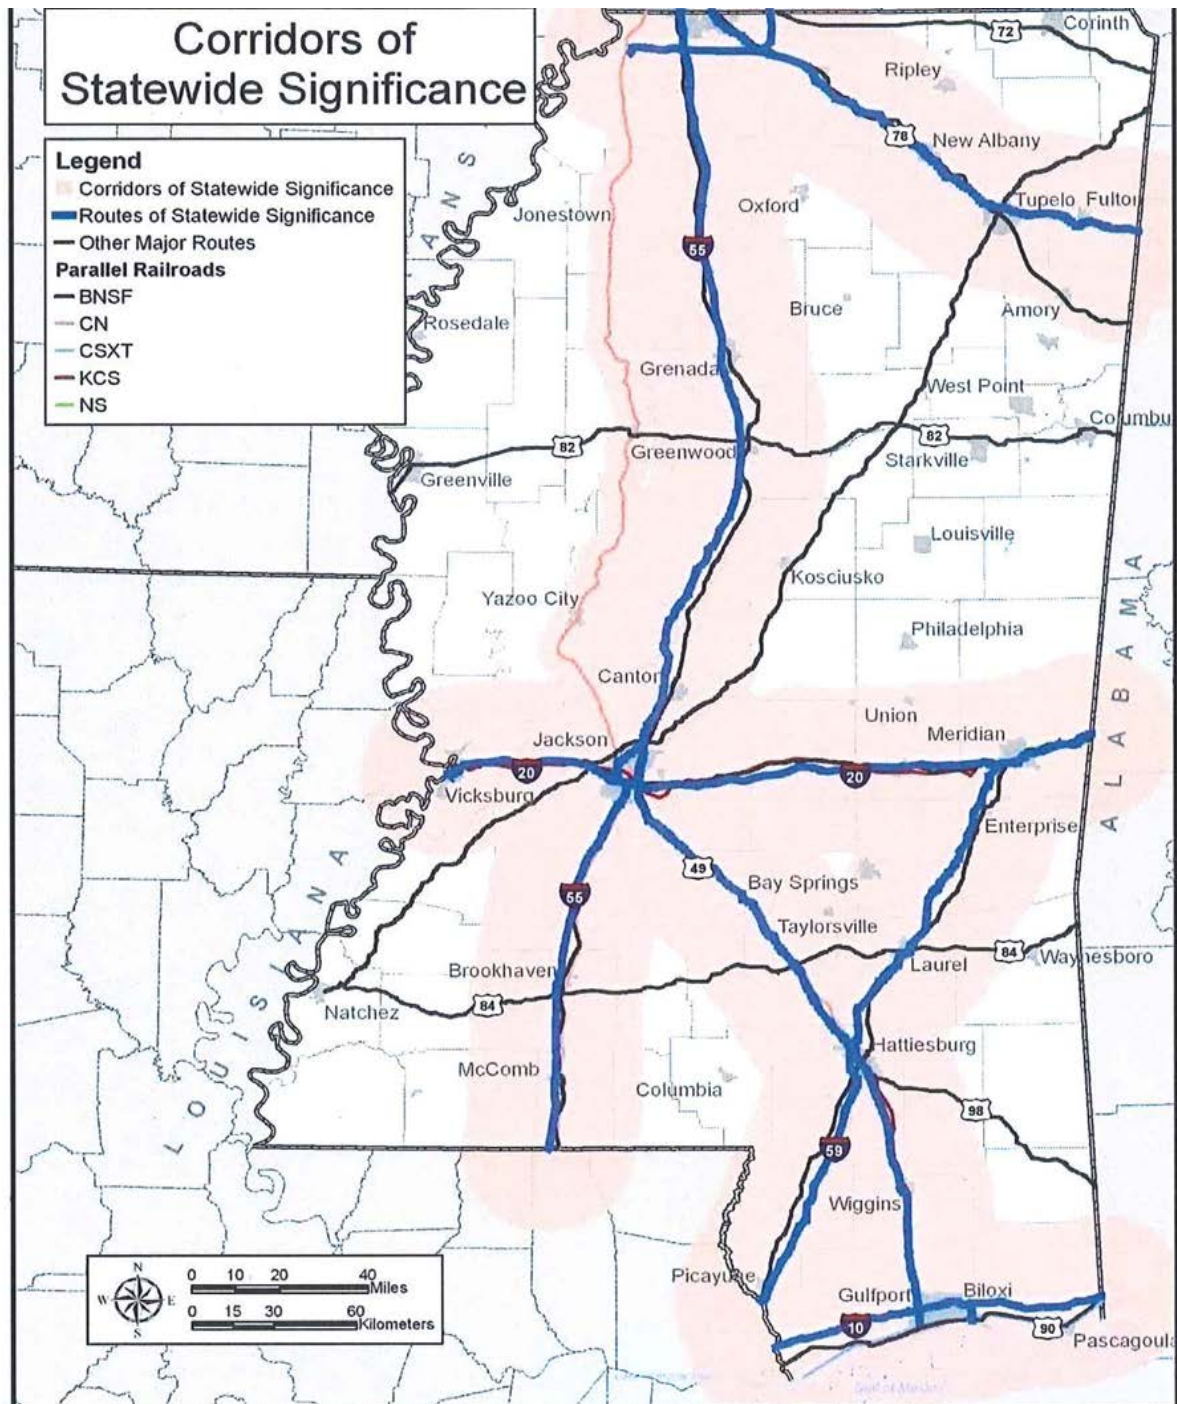 Corridors of
Statewide Significance
Legend
Corridors of Statewide Significance
Routes of Statewide Significance
Other Major Routes
Parallel Railroads
BNSF
CN
CSXT
KCS
NS
72
Corinth
Ripley
78
New Albany
Tupelo
Fulton
Jonestown
Oxford
55
Bruce
Amory
Rosedale
Grenada
West Point
Columbu
82
Greenwood
82
Starkville
Greenville
Louisville
Kosciusko
Yazoo City
Philadelphia
Canton
Union
Meridian
Jackson
20
20
Vicksburg
Enterprise
49
Bay Springs
55
Taylorsville
Laurel
84
Waynesboro
Brookhaven
84
Natchez
Hattiesburg
McComb
Columbia
98
59
Wiggins
Picayune
Gulfport
Biloxi
10
90
Pascagoula
A N S
LOUISIANA
ALABAMA
N
W E
S
0 10 20 40
Miles
0 15 30 60
Kilometers